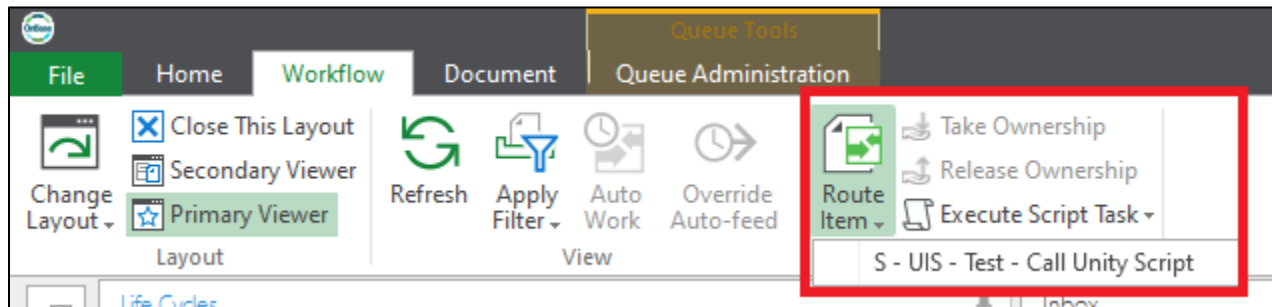 OnBase
Queue Tools
File Home Workflow Document Queue Administration
Close This Layout
Secondary Viewer
Primary Viewer
Change
Layout
Layout
Refresh
Apply
Filter
Auto
Work
Override
Auto-feed
View
Route
Item
Take Ownership
Release Ownership
Execute Script Task
S - UIS - Test - Call Unity Script
Life Cycles
Inbox